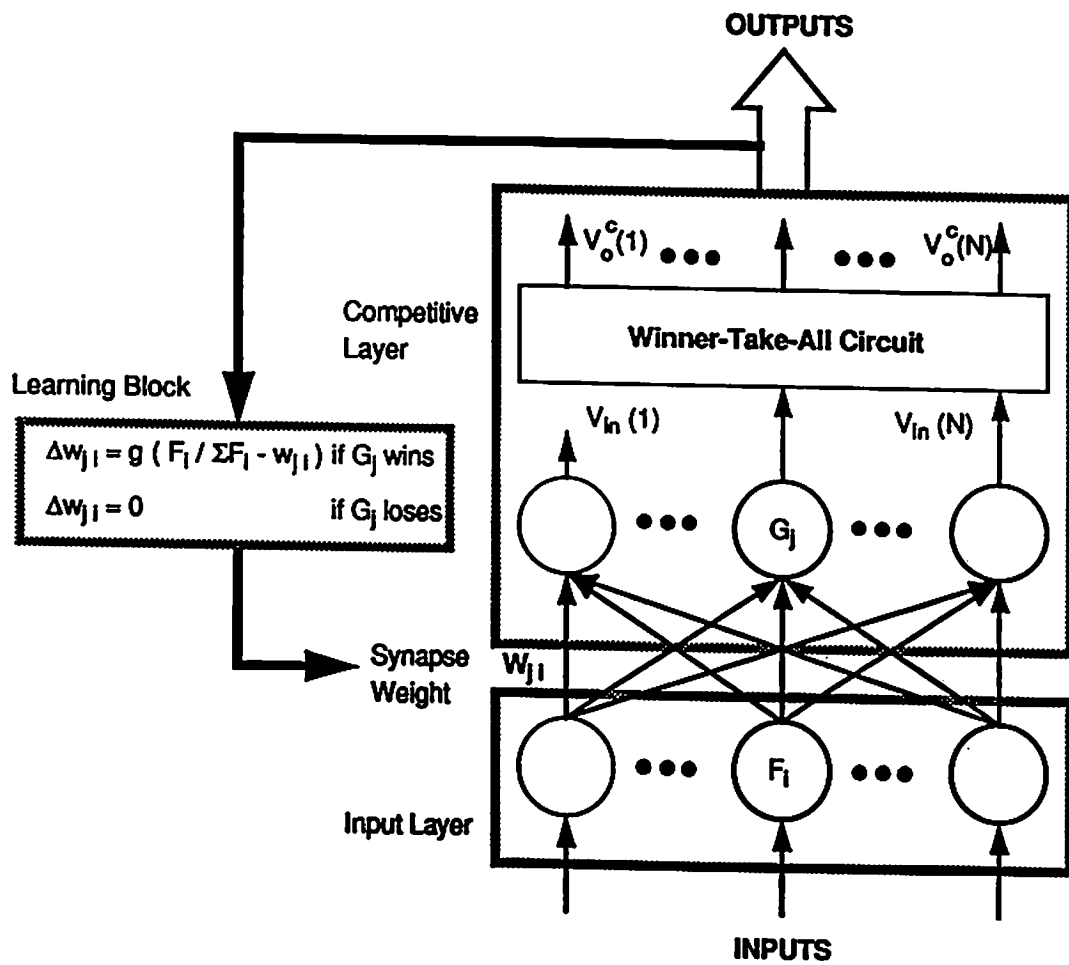 OUTPUTS
V_o^c(1)
V_o^c(N)
Competitive
Layer
Winner-Take-All Circuit
Learning Block
V_in (1)
V_in (N)
Δw_ji = g ( F_i / ΣF_i - w_ji ) if G_j wins
Δw_ji = 0 if G_j loses
G_j
Synapse
Weight
W_ji
F_i
Input Layer
INPUTS